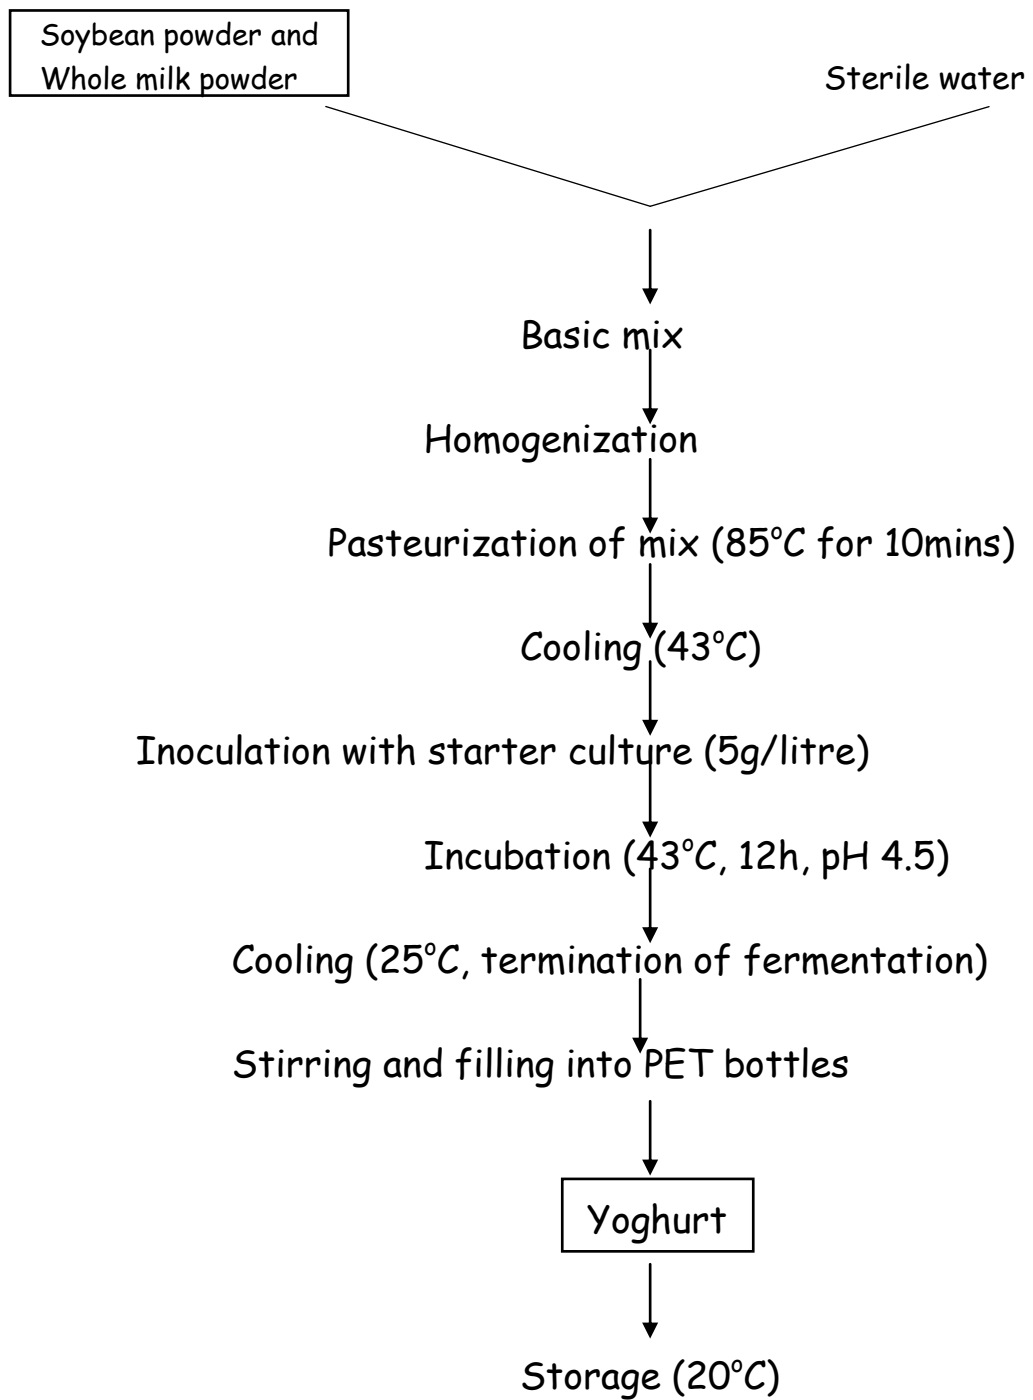 Soybean powder and
Whole milk powder
Sterile water
Basic mix
Homogenization
Pasteurization of mix (85°C for 10mins)
Cooling (43°C)
Inoculation with starter culture (5g/litre)
Incubation (43°C, 12h, pH 4.5)
Cooling (25°C, termination of fermentation)
Stirring and filling into PET bottles
Yoghurt
Storage (20°C)